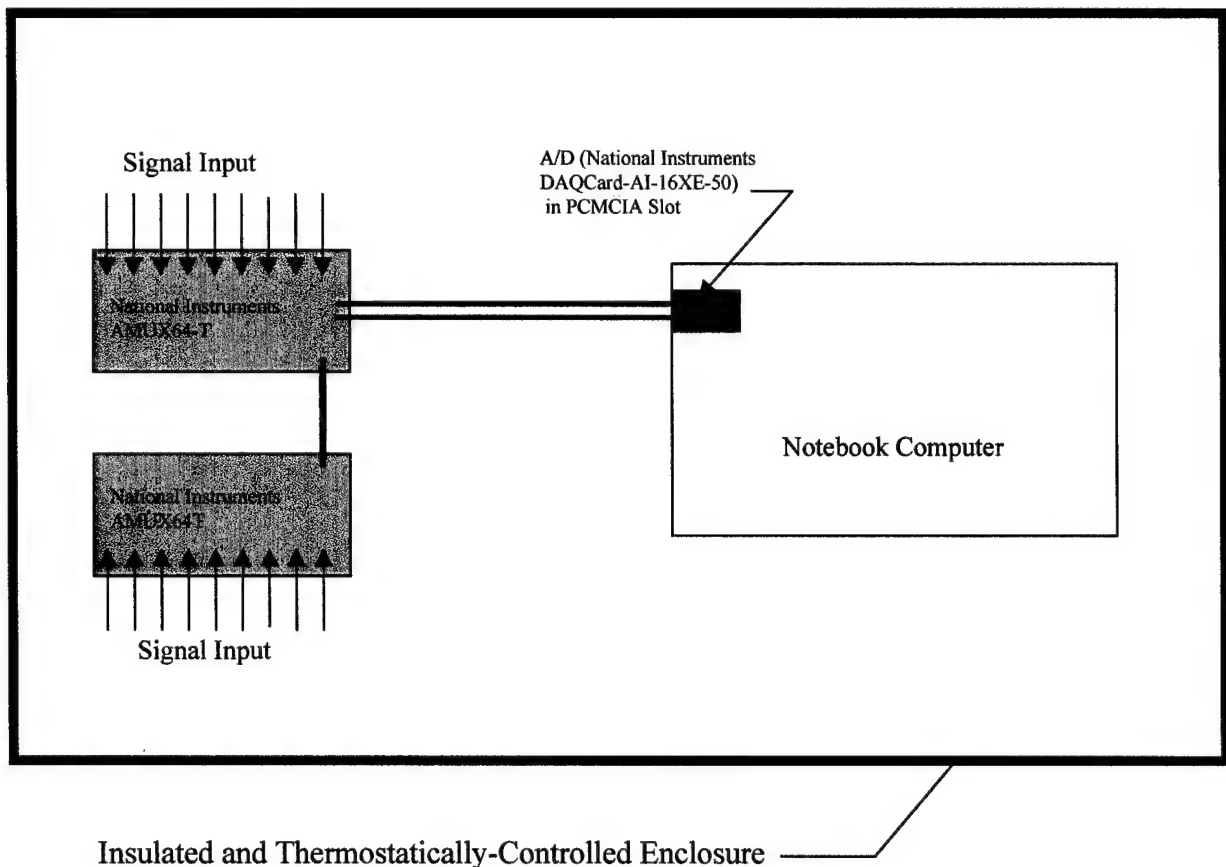 Signal Input
A/D (National Instruments
DAQCard-AI-16XE-50)
in PCMCIA Slot
National Instruments
AMUX64-T
Notebook Computer
National Instruments
AMUX64T
Signal Input
Insulated and Thermostatically-Controlled Enclosure